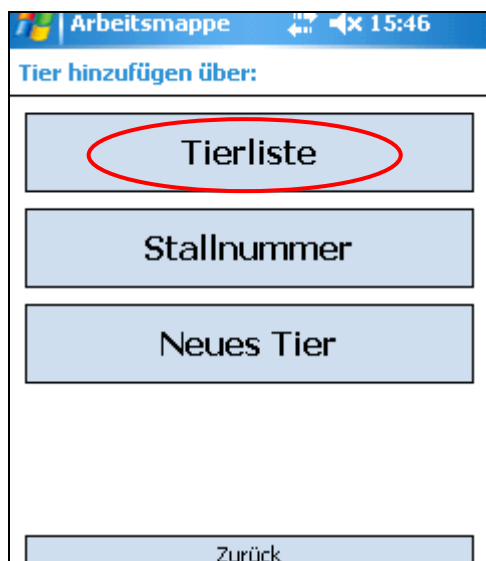 Arbeitsmappe 15:46
Tier hinzufügen über:
Tierliste
Stallnummer
Neues Tier
Zurück